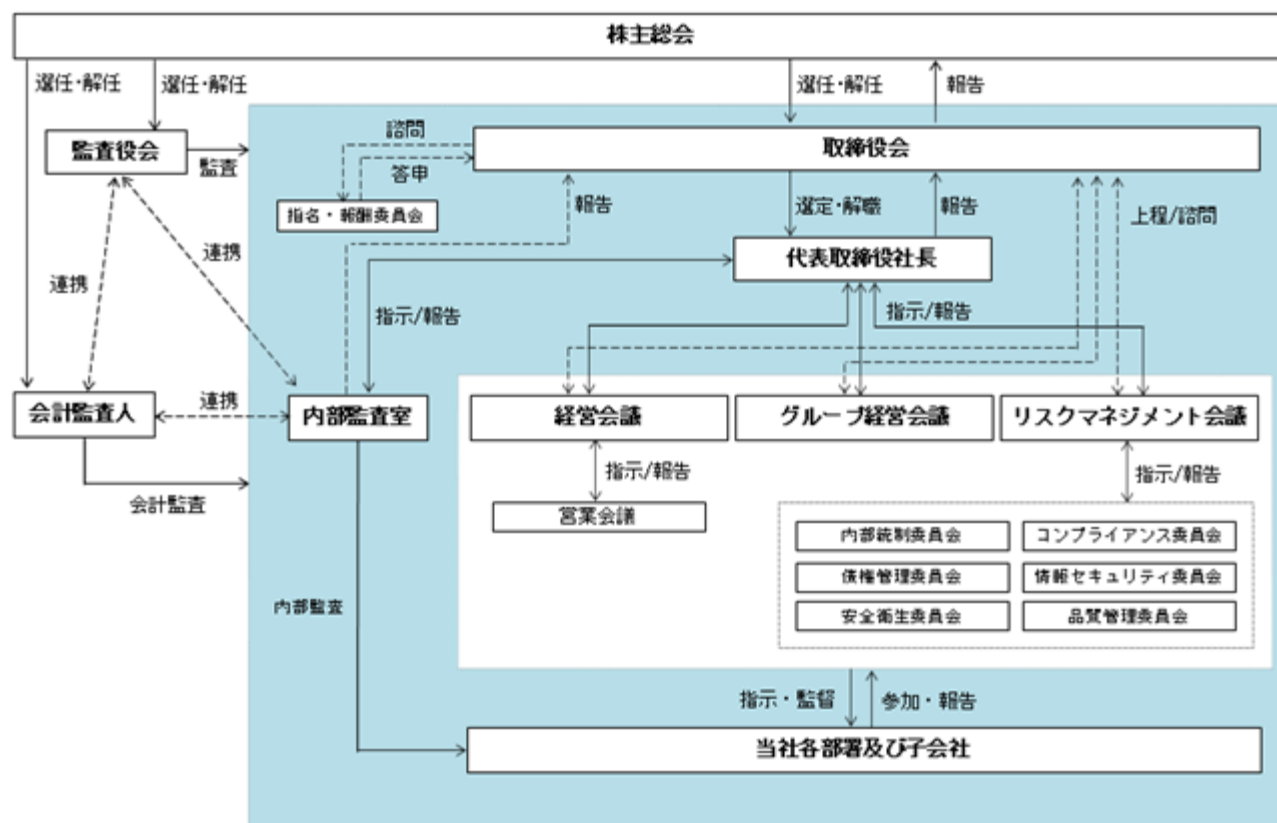 株主総会
選任・解任
選任・解任
選任・解任
報告
監査役会
監査
諮問
答申
取締役会
指名・報酬委員会
報告
選定・解職
報告
上程/諮問
連携
連携
代表取締役社長
指示/報告
指示/報告
会計監査人
連携
内部監査室
経営会議
グループ経営会議
リスクマネジメント会議
会計監査
指示/報告
指示/報告
営業会議
内部統制委員会
コンプライアンス委員会
債権管理委員会
情報セキュリティ委員会
安全衛生委員会
品質管理委員会
内部監査
指示・監督
参加・報告
当社各部署及び子会社